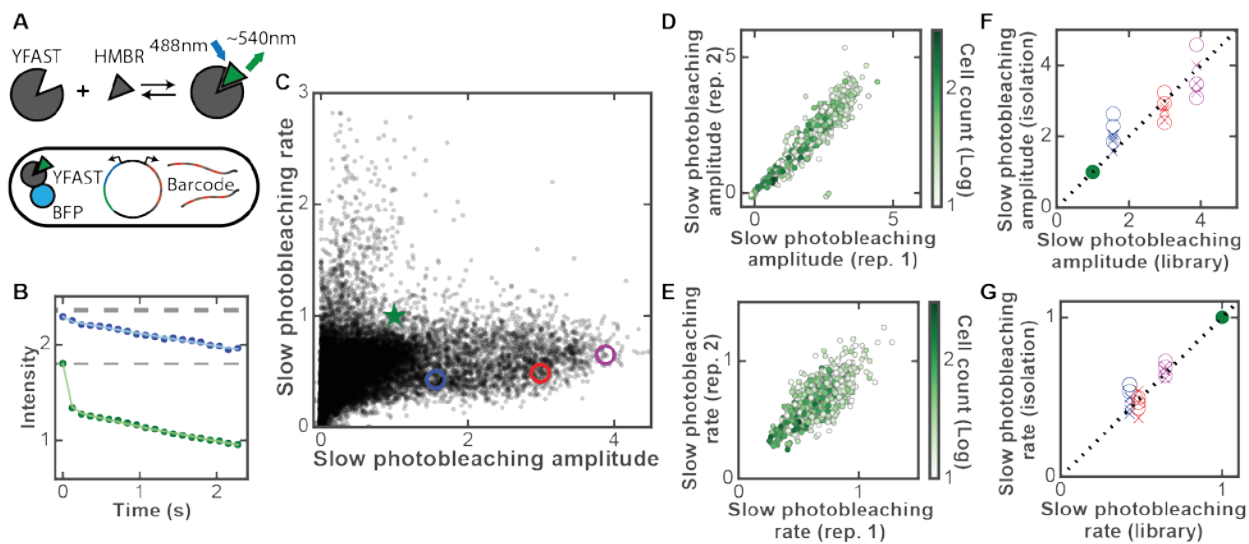 A
YFAST
HMBR
488nm
~540nm
+
YFAST
BFP
Barcode
B
Intensity
2
1
0
1
2
Time (s)
C
0
2
4
Slow photobleaching rate
3
2
1
0
Slow photobleaching amplitude
D
Slow photobleaching
amplitude (rep. 2)
5
0
0
5
Slow photobleaching
amplitude (rep. 1)
Cell count (Log)
2
1
E
Slow photobleaching
rate (rep. 2)
1
0
0
1
Slow photobleaching
rate (rep. 1)
Cell count (Log)
2
1
F
Slow photobleaching
amplitude (isolation)
4
2
0
0
2
4
Slow photobleaching
amplitude (library)
G
Slow photobleaching
rate (isolation)
1
0
0
1
Slow photobleaching
rate (library)